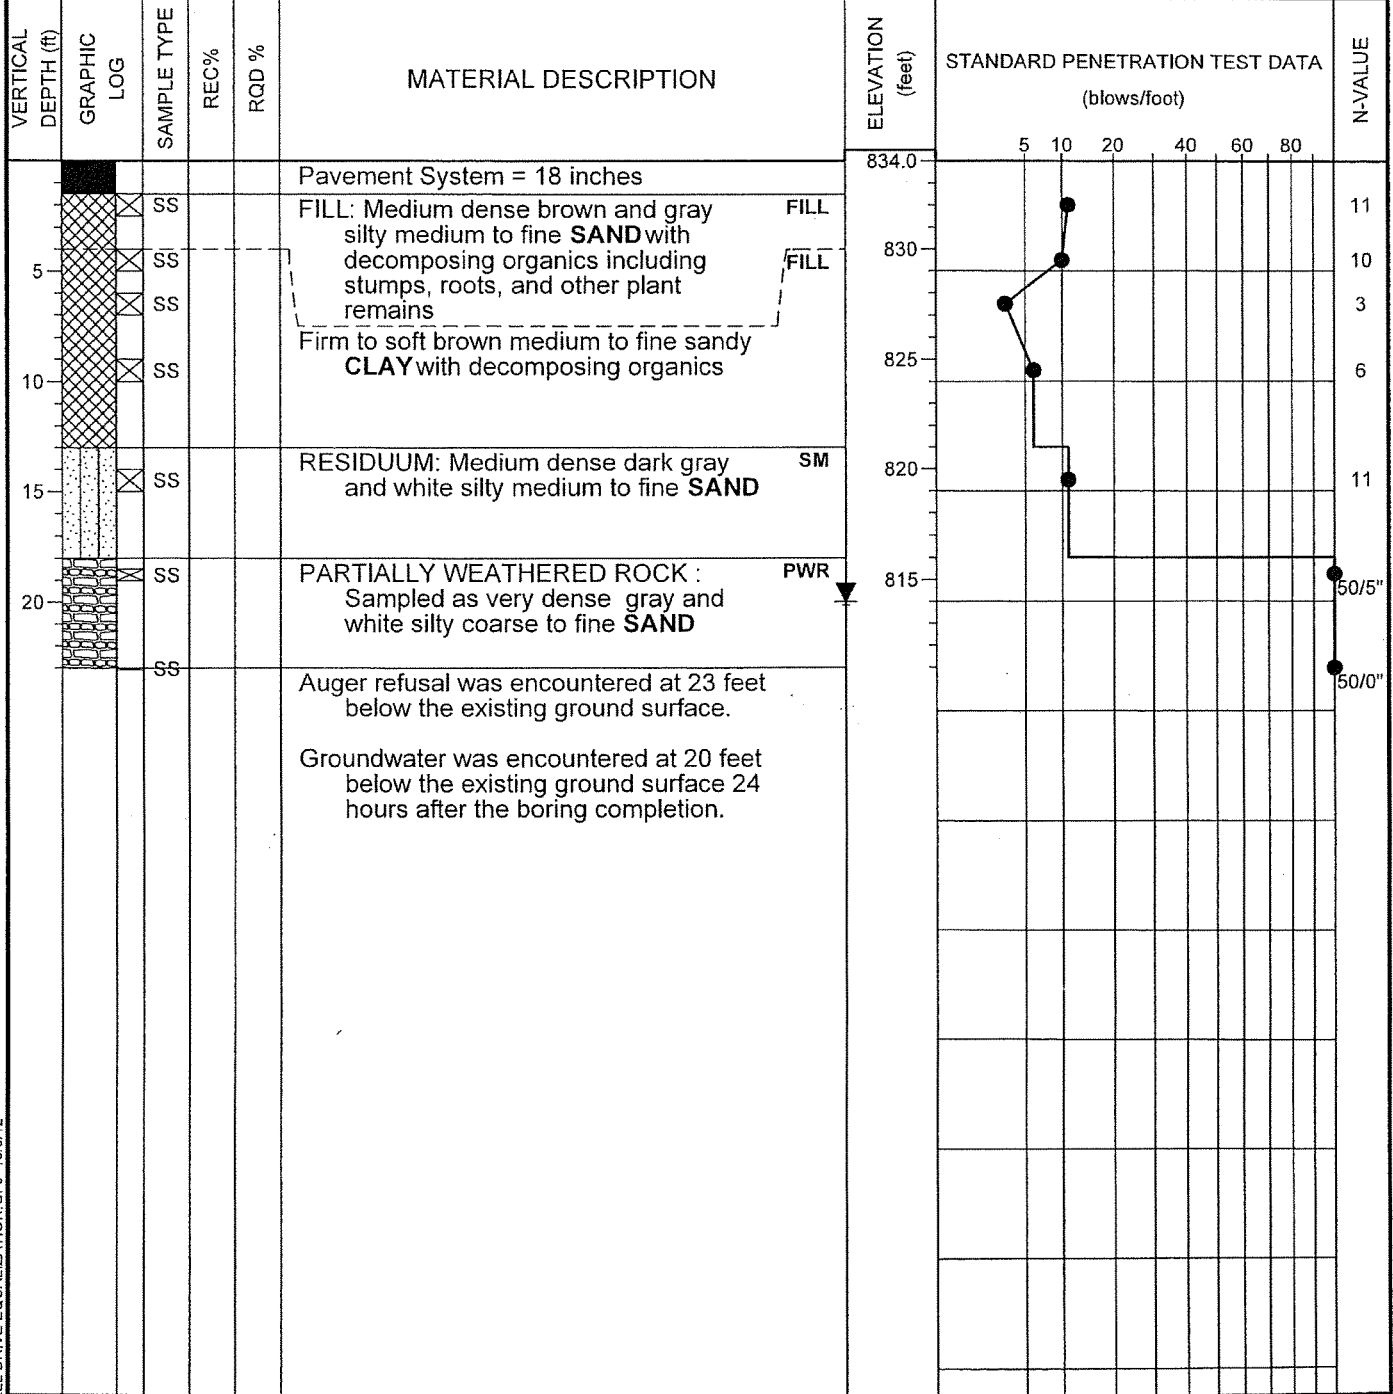 VERTICAL DEPTH (ft)
GRAPHIC LOG
SAMPLE TYPE
REC%
RQD %
MATERIAL DESCRIPTION
ELEVATION (feet)
STANDARD PENETRATION TEST DATA
(blows/foot)
N-VALUE
5 10 20 40 60 80
834.0
Pavement System = 18 inches
SS
FILL: Medium dense brown and gray
silty medium to fine SAND with
decomposing organics including
stumps, roots, and other plant
remains
FILL
11
830
SS
FILL
10
5
SS
3
Firm to soft brown medium to fine sandy
CLAY with decomposing organics
825
SS
6
10
RESIDUUM: Medium dense dark gray
and white silty medium to fine SAND
SM
820
SS
11
15
PARTIALLY WEATHERED ROCK :
Sampled as very dense gray and
white silty coarse to fine SAND
PWR
SS
815
50/5"
20
SS
50/0"
Auger refusal was encountered at 23 feet
below the existing ground surface.
Groundwater was encountered at 20 feet
below the existing ground surface 24
hours after the boring completion.